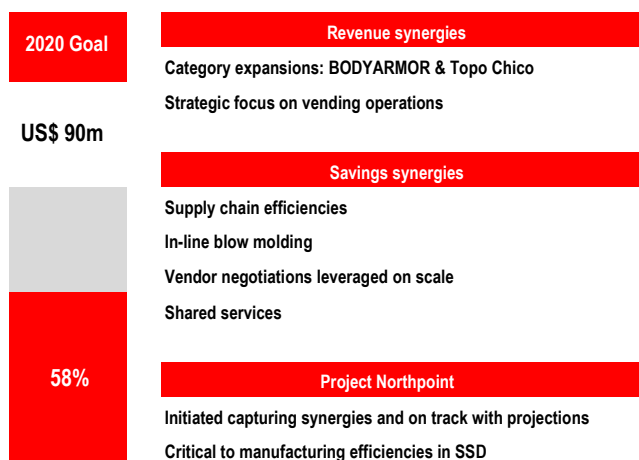 2020 Goal
US$ 90m
58%
Revenue synergies
Category expansions: BODYARMOR & Topo Chico
Strategic focus on vending operations
Savings synergies
Supply chain efficiencies
In-line blow molding
Vendor negotiations leveraged on scale
Shared services
Project Northpoint
Initiated capturing synergies and on track with projections
Critical to manufacturing efficiencies in SSD